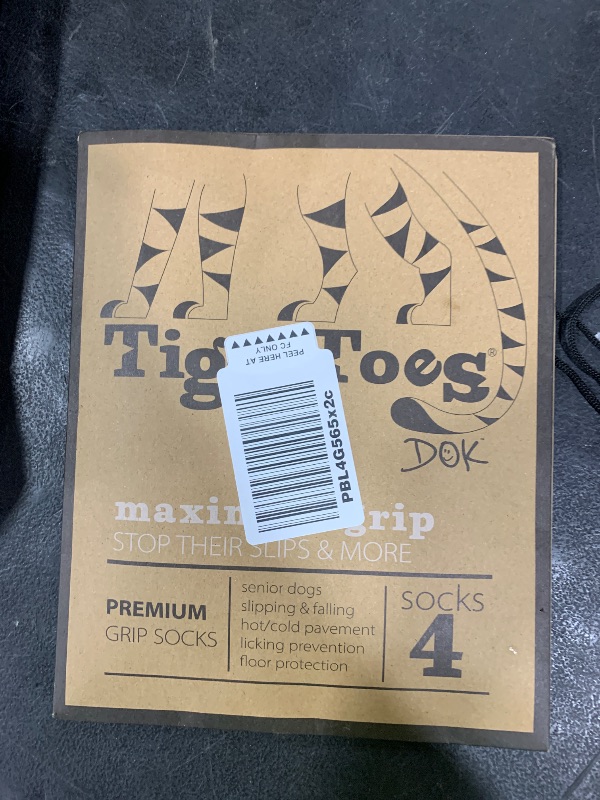 Tig Toes®
DOK
PEEL HERE AT
FC ONLY
PBL4G565x2c
maxim grip
STOP THEIR SLIPS & MORE
PREMIUM
GRIP SOCKS
senior dogs
slipping & falling
hot/cold pavement
licking prevention
floor protection
SOCKS
4